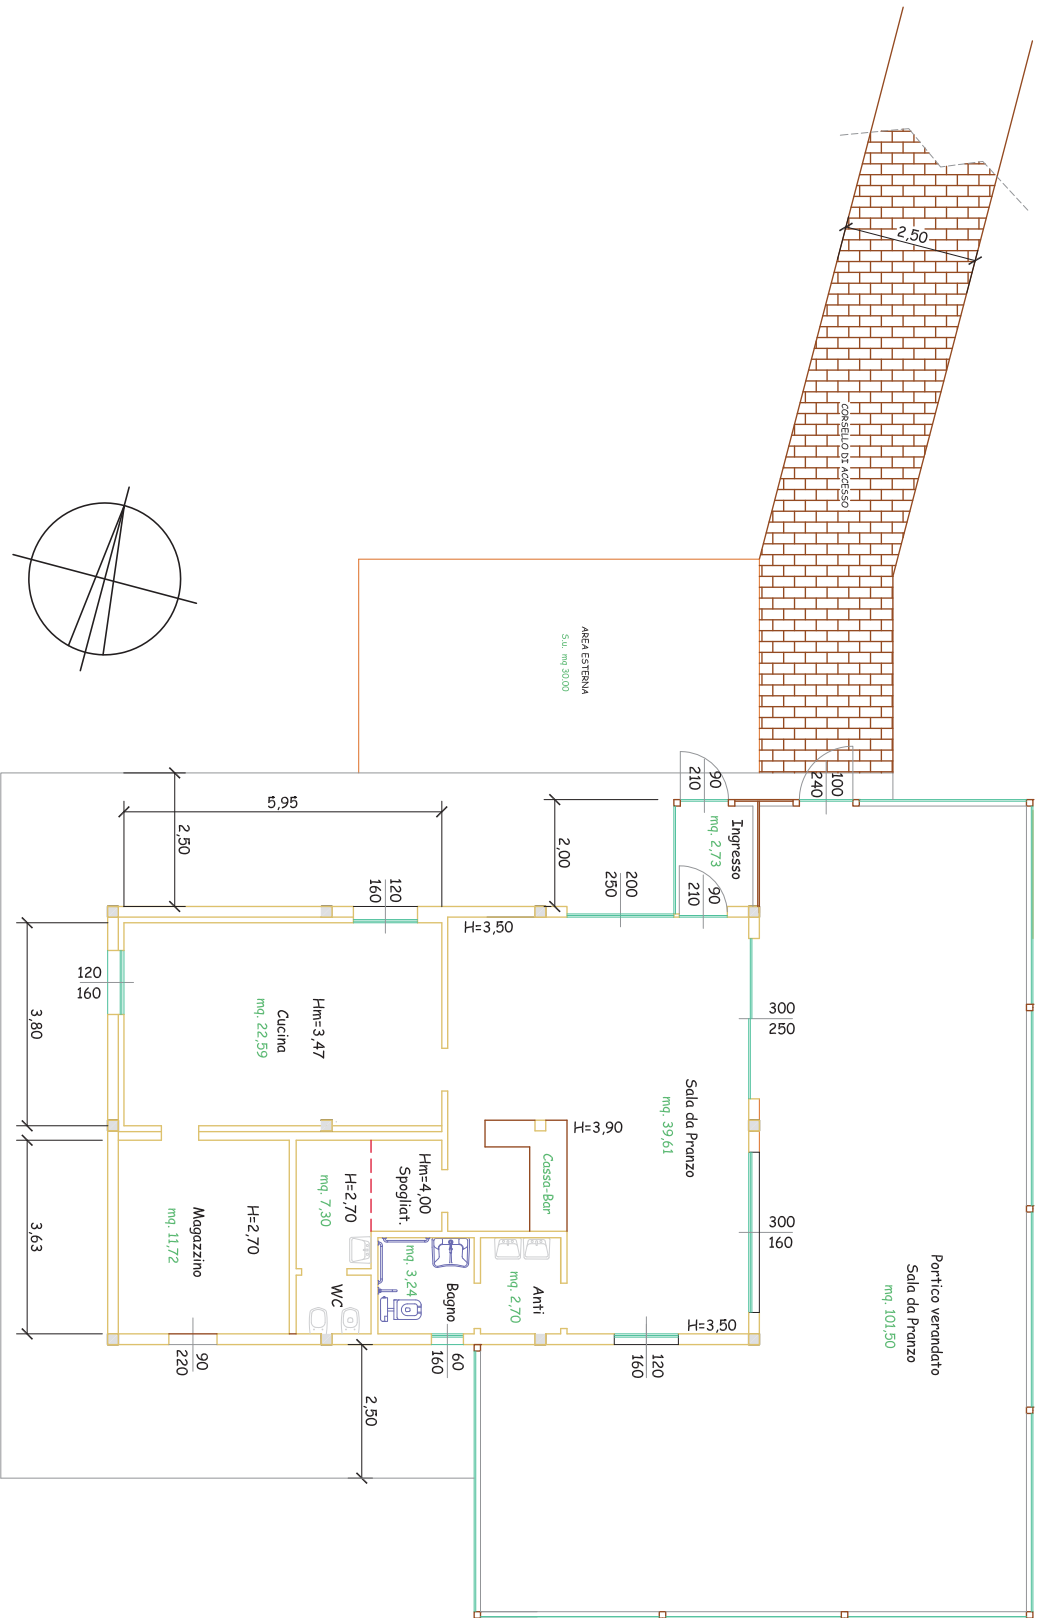 2,50
CORSELLO DI ACCESSO
AREA ESTERNA
S.u. mq 30.00
90
210
100
240
Ingresso
mq. 2,73
5,95
2,50
2,00
200
250
90
210
120
160
H=3,50
120
160
300
250
3,80
Hm=3,47
Cucina
mq. 22,59
Sala da Pranzo
mq. 39,61
H=3,90
Cassa-Bar
Hm=4,00
Spogliat.
H=2,70
mq. 7,30
3,63
H=2,70
Magazzino
mq. 11,72
300
160
mq. 3,24
Bagno
Anti
mq. 2,70
WC
H=3,50
Portico verandato
Sala da Pranzo
mq. 101,50
90
220
60
160
120
160
2,50